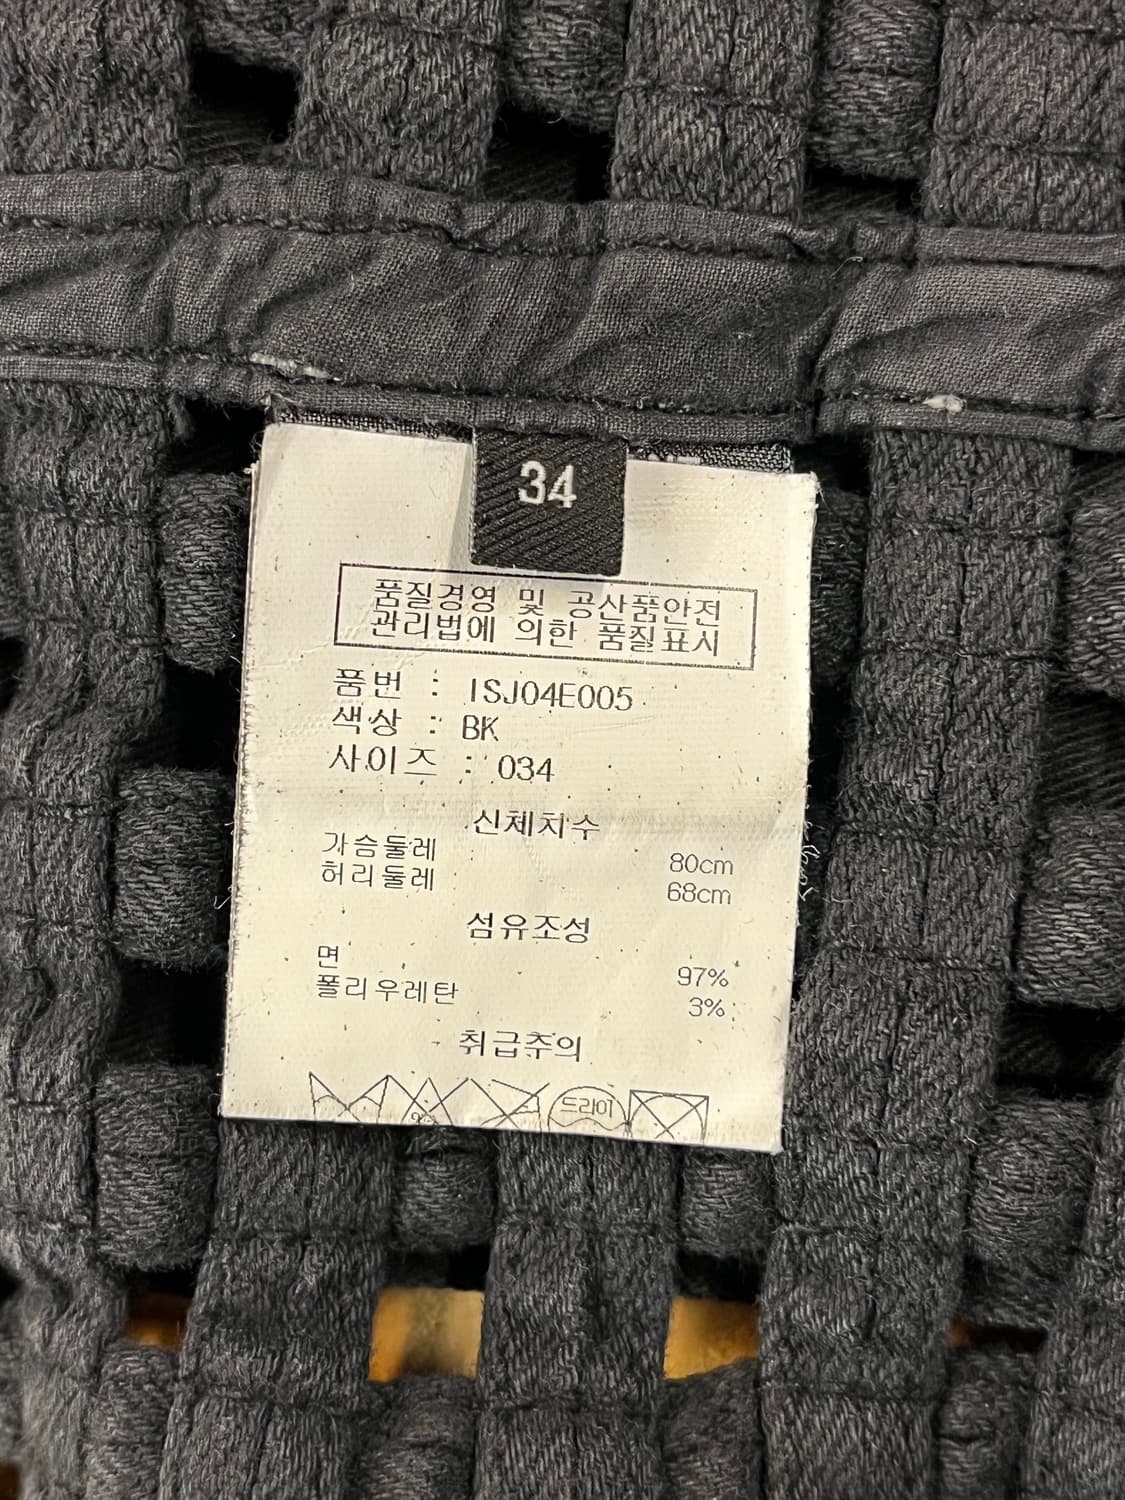 34
품질경영 및 공산품안전
관리법에 의한 품질표시
품번 : ISJ04E005
색상 : BK
사이즈 : 034
신체치수
가슴둘레 80cm
허리둘레 68cm
섬유조성
면 97%
폴리우레탄 3%
취급주의
드라이